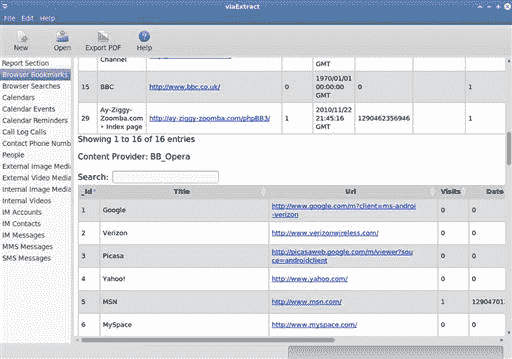 viaExtract
File Edit Help
New Open Export PDF Help
Report Section
Browser Bookmarks
Browser Searches
Calendars
Calendar Events
Calendar Reminders
Call Log Calls
Contact Phone Numb
People
External Image Media
External Video Media
Internal Image Media
Internal Videos
IM Accounts
IM Contacts
IM Messages
MMS Messages
SMS Messages
Channel GMT
15 BBC http://www.bbc.co.uk/ 0 1970/01/01 00:00:00 GMT 0 1
29 Ay-Ziggy-Zoomba.com • Index page http://ay-ziggy-zoomba.com/phpBB3/ 1 2010/11/22 21:45:16 GMT 1290462356946 1
Showing 1 to 16 of 16 entries
Content Provider: BB_Opera
Search:
_id Title Url Visits Date
1 Google http://www.google.com/m?client=ms-android-verizon 0 0
2 Verizon http://www.verizonwireless.com/ 0 0
3 Picasa http://picasaweb.google.com/m/viewer?source=androidclient 0 0
4 Yahoo! http://www.yahoo.com/ 0 0
5 MSN http://www.msn.com/ 1 12904701
6 MySpace http://www.myspace.com/ 0 0